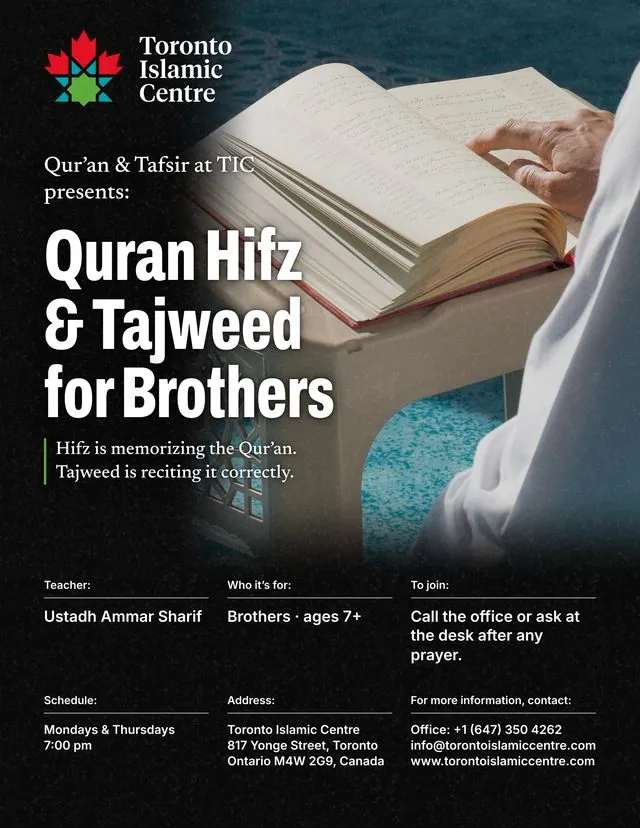 Toronto
Islamic
Centre
Qur’an & Tafsir at TIC
presents:
Quran Hifz
& Tajweed
for Brothers
Hifz is memorizing the Qur’an.
Tajweed is reciting it correctly.
Teacher:
Ustadh Ammar Sharif
Who it’s for:
Brothers · ages 7+
To join:
Call the office or ask at
the desk after any
prayer.
Schedule:
Mondays & Thursdays
7:00 pm
Address:
Toronto Islamic Centre
817 Yonge Street, Toronto
Ontario M4W 2G9, Canada
For more information, contact:
Office: +1 (647) 350 4262
info@torontoislamiccentre.com
www.torontoislamiccentre.com